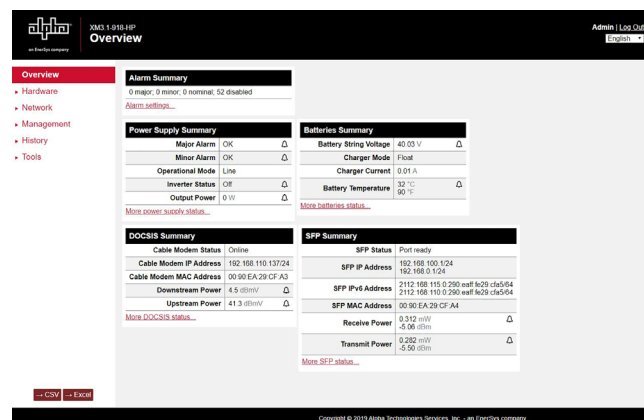 alpha
an EnerSys company
XM3.1-918-HP
Overview
Admin | Log Out
English
Overview
Hardware
Network
Management
History
Tools
Alarm Summary
0 major; 0 minor; 0 nominal; 52 disabled
Alarm settings...
Power Supply Summary
Major Alarm OK
Minor Alarm OK
Operational Mode Line
Inverter Status Off
Output Power 0 W
More power supply status...
Batteries Summary
Battery String Voltage 40.03 V
Charger Mode Float
Charger Current 0.01 A
Battery Temperature 32 °C
90 °F
More batteries status...
DOCSIS Summary
Cable Modem Status Online
Cable Modem IP Address 192.168.110.137/24
Cable Modem MAC Address 00:90:EA:29:CF:A3
Downstream Power 4.5 dBmV
Upstream Power 41.3 dBmV
More DOCSIS status...
SFP Summary
SFP Status Port ready
SFP IP Address 192.168.100.1/24
192.168.0.1/24
SFP IPv6 Address 2112:168:115:0:290:eaff:fe29:cfa5/64
2112:168:110:0:290:eaff:fe29:cfa5/64
SFP MAC Address 00:90:EA:29:CF:A4
Receive Power 0.312 mW
-5.06 dBm
Transmit Power 0.282 mW
-5.50 dBm
More SFP status...
→ CSV → Excel
Copyright © 2019 Alpha Technologies Services, Inc. - an EnerSys company